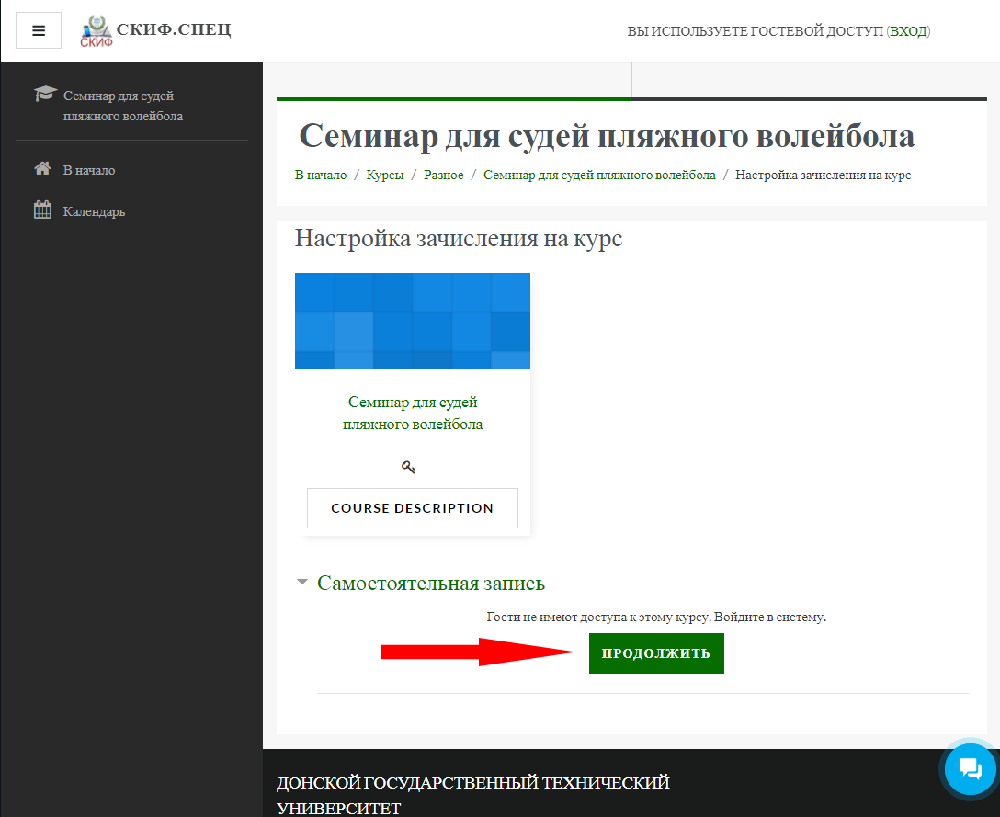 СКИФ
СКИФ.СПЕЦ
ВЫ ИСПОЛЬЗУЕТЕ ГОСТЕВОЙ ДОСТУП (ВХОД)
Семинар для судей
пляжного волейбола
В начало
Календарь
Семинар для судей пляжного волейбола
В начало / Курсы / Разное / Семинар для судей пляжного волейбола / Настройка зачисления на курс
Настройка зачисления на курс
Семинар для судей
пляжного волейбола
COURSE DESCRIPTION
Самостоятельная запись
Гости не имеют доступа к этому курсу. Войдите в систему.
ПРОДОЛЖИТЬ
ДОНСКОЙ ГОСУДАРСТВЕННЫЙ ТЕХНИЧЕСКИЙ
УНИВЕРСИТЕТ